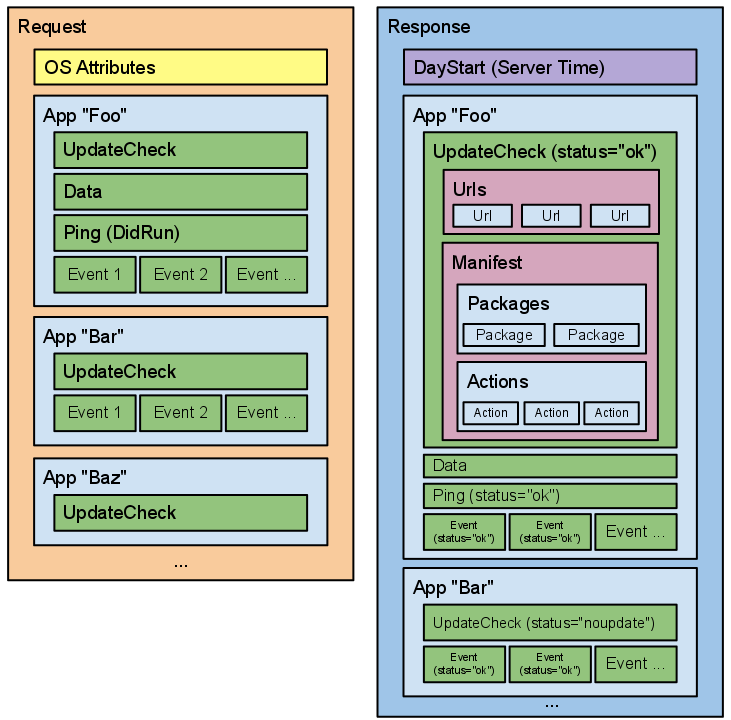 Request
OS Attributes
App "Foo"
UpdateCheck
Data
Ping (DidRun)
Event 1 Event 2 Event ...
App "Bar"
UpdateCheck
Event 1 Event 2 Event ...
App "Baz"
UpdateCheck
...
Response
DayStart (Server Time)
App "Foo"
UpdateCheck (status="ok")
Urls
Url Url Url
Manifest
Packages
Package Package
Actions
Action Action Action
Data
Ping (status="ok")
Event (status="ok") Event (status="ok") Event ...
App "Bar"
UpdateCheck (status="noupdate")
Event (status="ok") Event (status="ok") Event ...
...